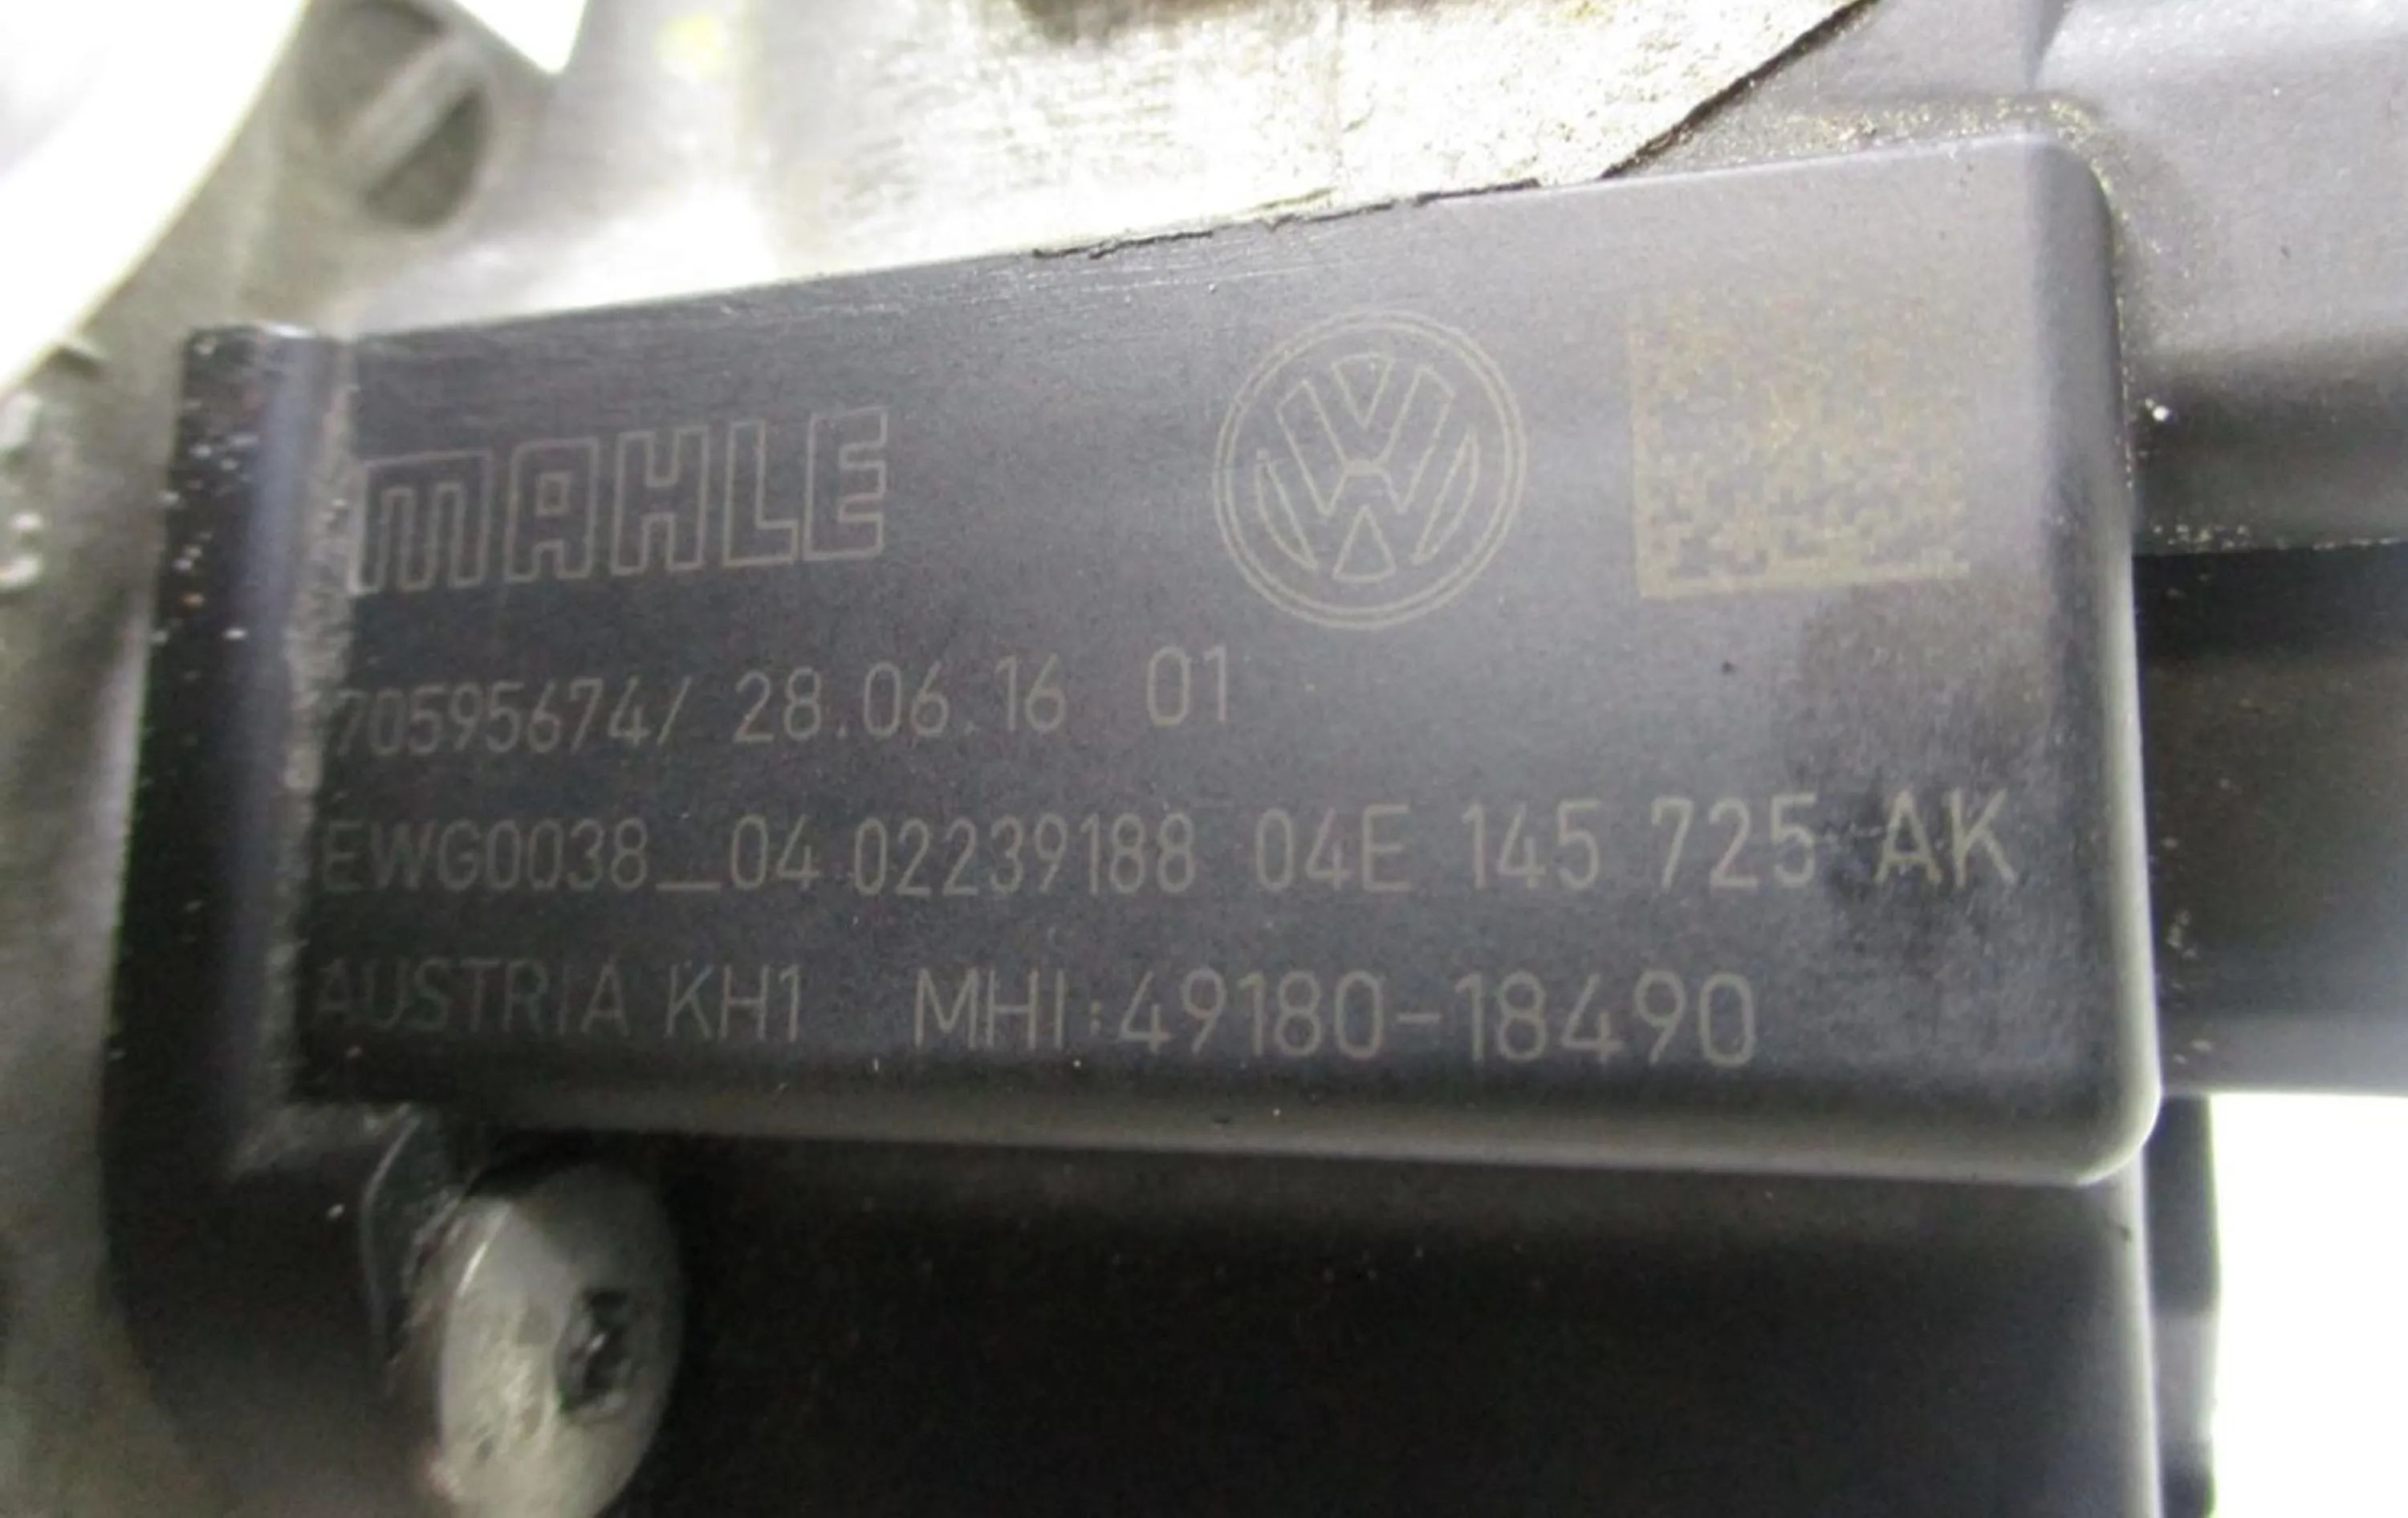 MAHLE
70595674/ 28.06.16 01
EWG0038_04 02239188 04E 145 725 AK
AUSTRIA KH1 MHI:49180-18490